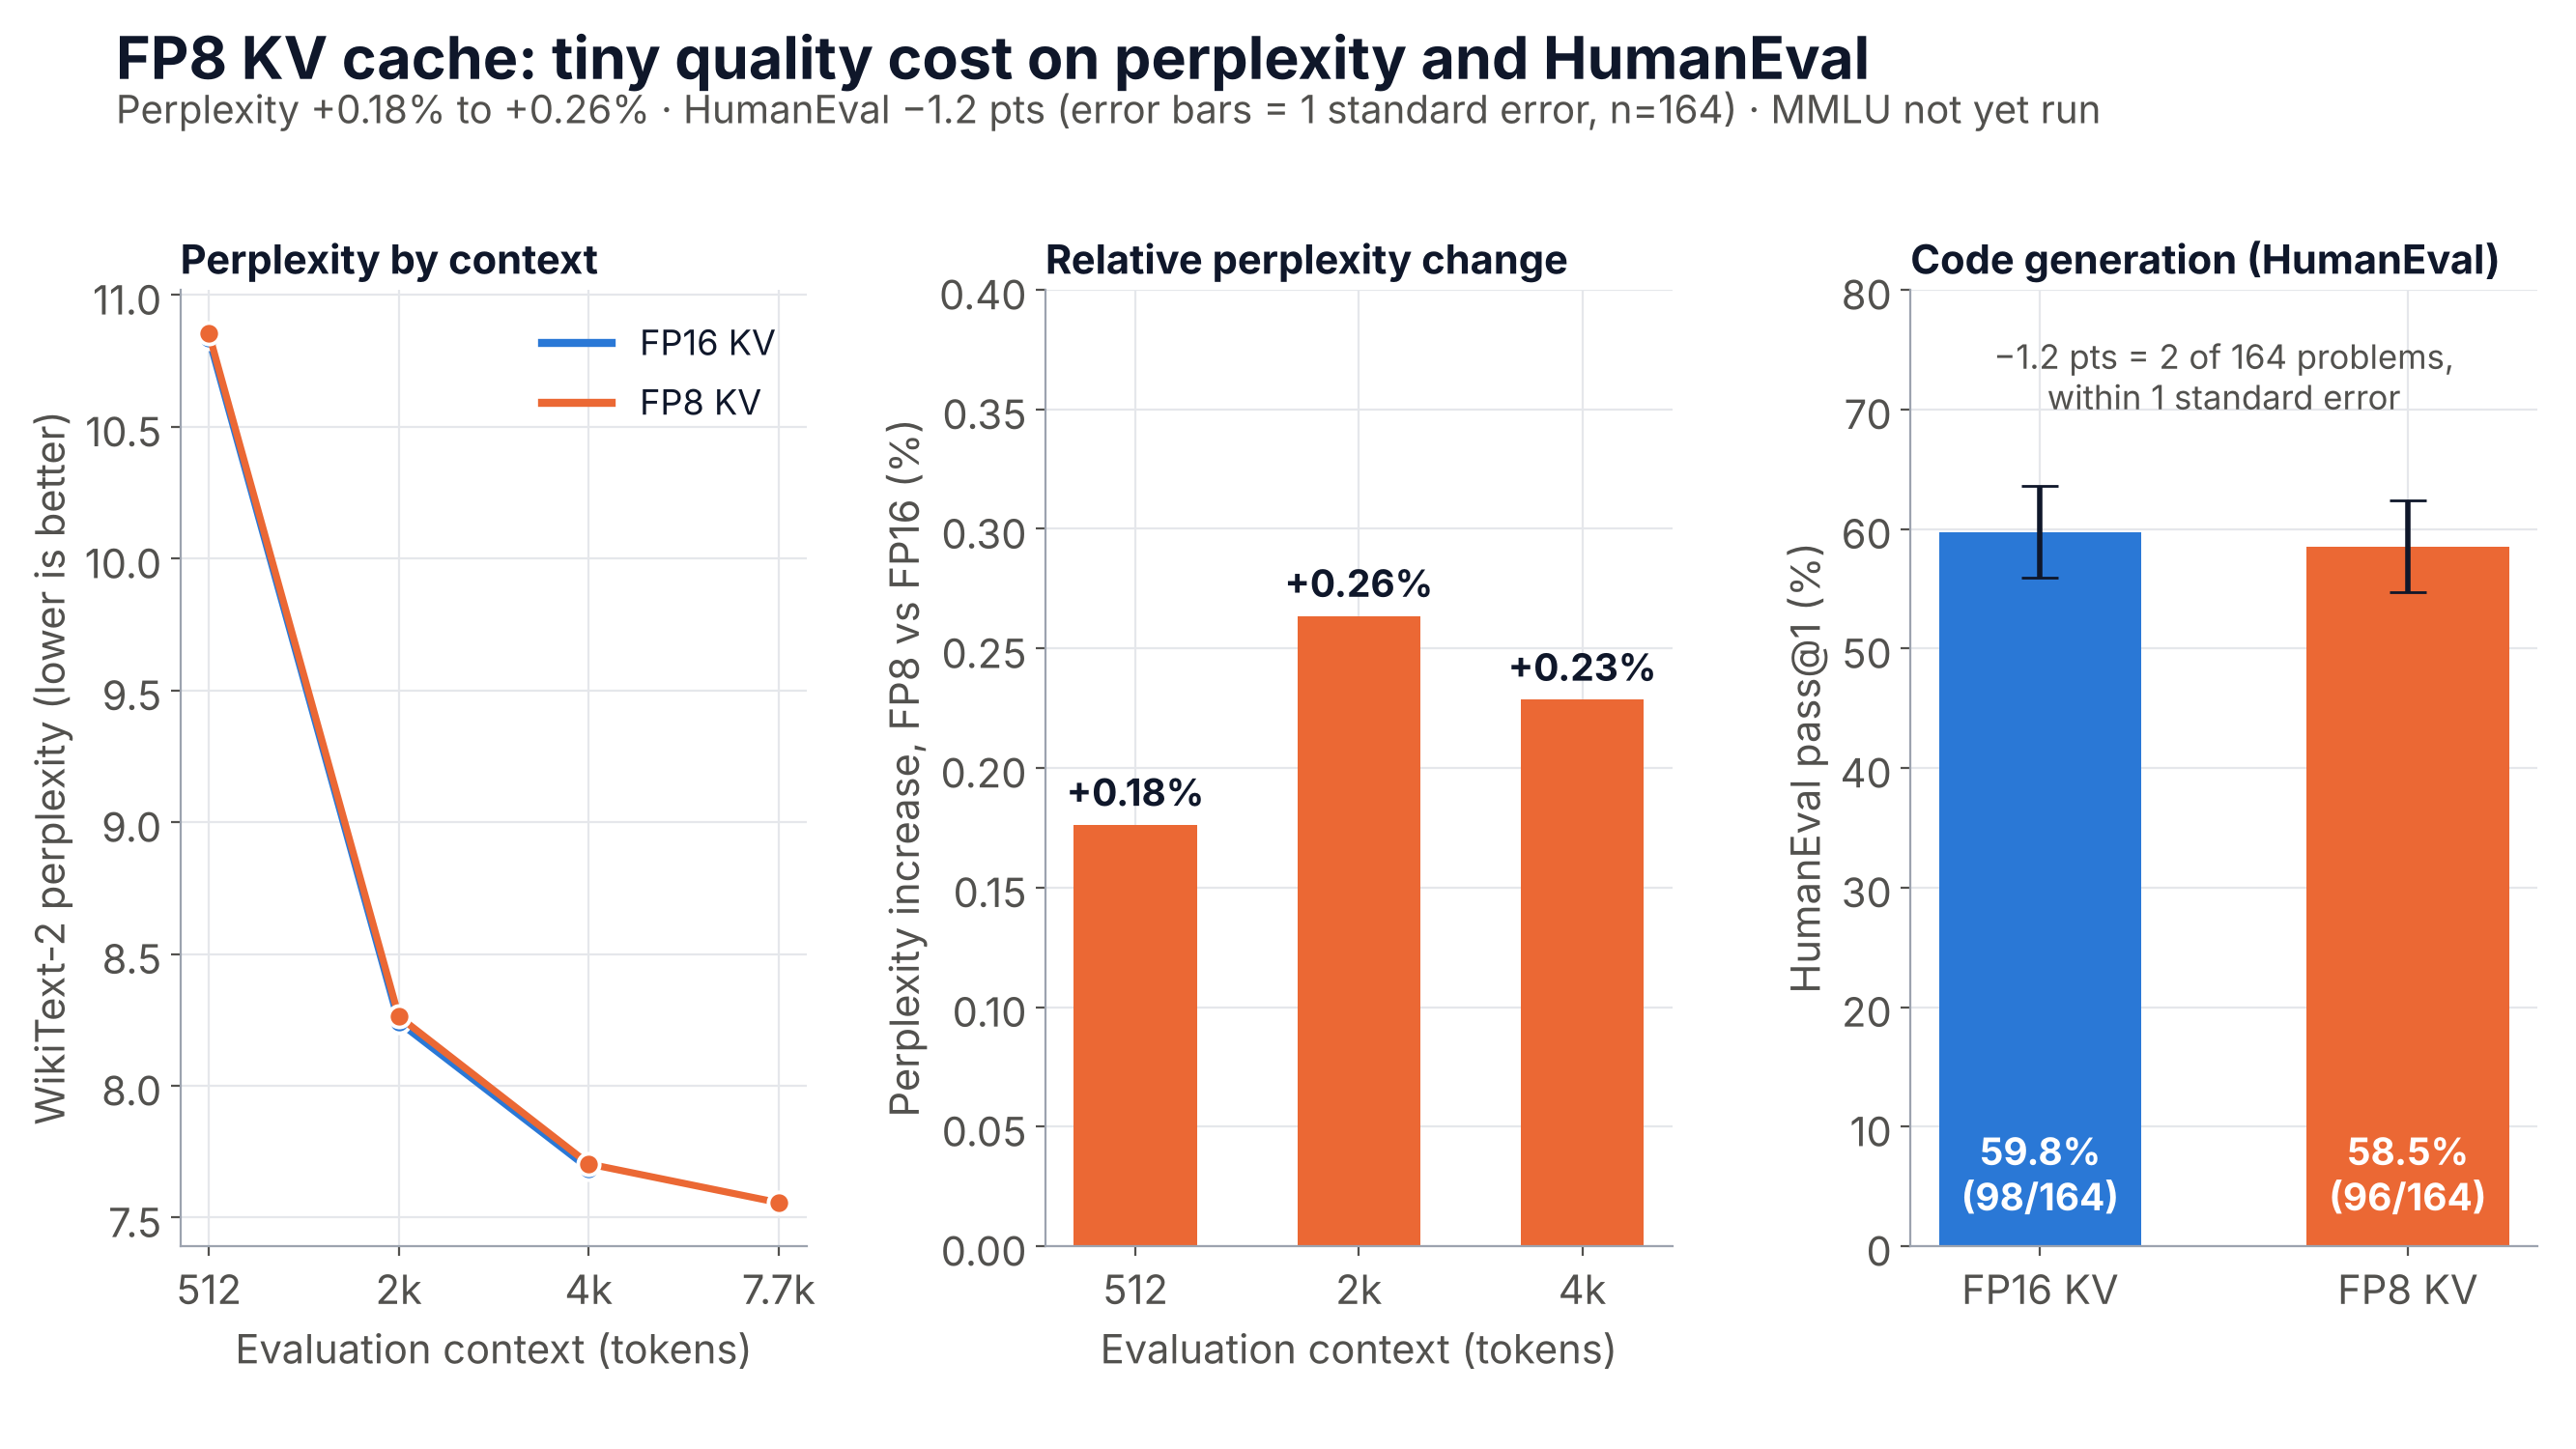 FP8 KV cache: tiny quality cost on perplexity and HumanEval
Perplexity +0.18% to +0.26% · HumanEval −1.2 pts (error bars = 1 standard error, n=164) · MMLU not yet run
Perplexity by context
WikiText-2 perplexity (lower is better)
11.0
10.5
10.0
9.5
9.0
8.5
8.0
7.5
FP16 KV
FP8 KV
512
2k
4k
7.7k
Evaluation context (tokens)
Relative perplexity change
Perplexity increase, FP8 vs FP16 (%)
0.40
0.35
0.30
0.25
0.20
0.15
0.10
0.05
0.00
+0.18%
+0.26%
+0.23%
512
2k
4k
Evaluation context (tokens)
Code generation (HumanEval)
HumanEval pass@1 (%)
80
70
60
50
40
30
20
10
0
−1.2 pts = 2 of 164 problems,
within 1 standard error
59.8%
(98/164)
58.5%
(96/164)
FP16 KV
FP8 KV